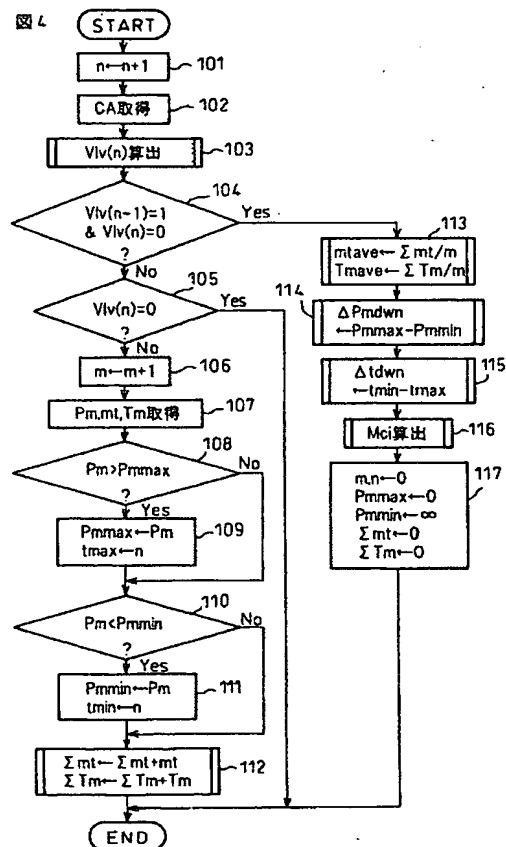 図4
START
n←n+1
101
CA取得
102
Vlv(n)算出
103
104
Vlv(n-1)=1
& Vlv(n)=0
?
Yes
No
105
Vlv(n)=0
?
Yes
No
m←m+1
106
Pm,mt,Tm取得
107
108
Pm>Pmmax
?
No
Yes
Pmmax←Pm
tmax←n
109
110
Pm<Pmmin
?
No
Yes
Pmmin←Pm
tmin←n
111
Σmt←Σmt+mt
ΣTm←ΣTm+Tm
112
END
113
mtave←Σmt/m
Tmave←ΣTm/m
114
ΔPmdwn
←Pmmax-Pmmin
Δtdwn
←tmin-tmax
115
Mci算出
116
m,n←0
Pmmax←0
Pmmin←∞
Σmt←0
ΣTm←0
117